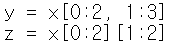 y = x[0:2, 1:3]
z = x[0:2][1:2]